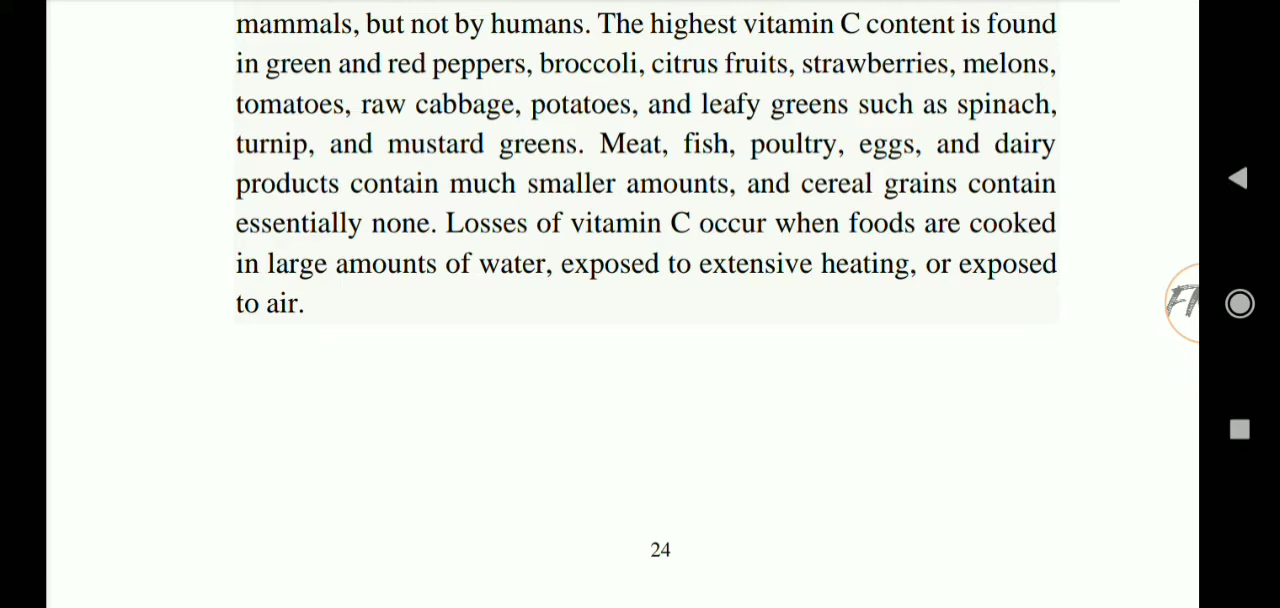 mammals, but not by humans. The highest vitamin C content is found
in green and red peppers, broccoli, citrus fruits, strawberries, melons,
tomatoes, raw cabbage, potatoes, and leafy greens such as spinach,
turnip, and mustard greens. Meat, fish, poultry, eggs, and dairy
products contain much smaller amounts, and cereal grains contain
essentially none. Losses of vitamin C occur when foods are cooked
in large amounts of water, exposed to extensive heating, or exposed
to air.
24